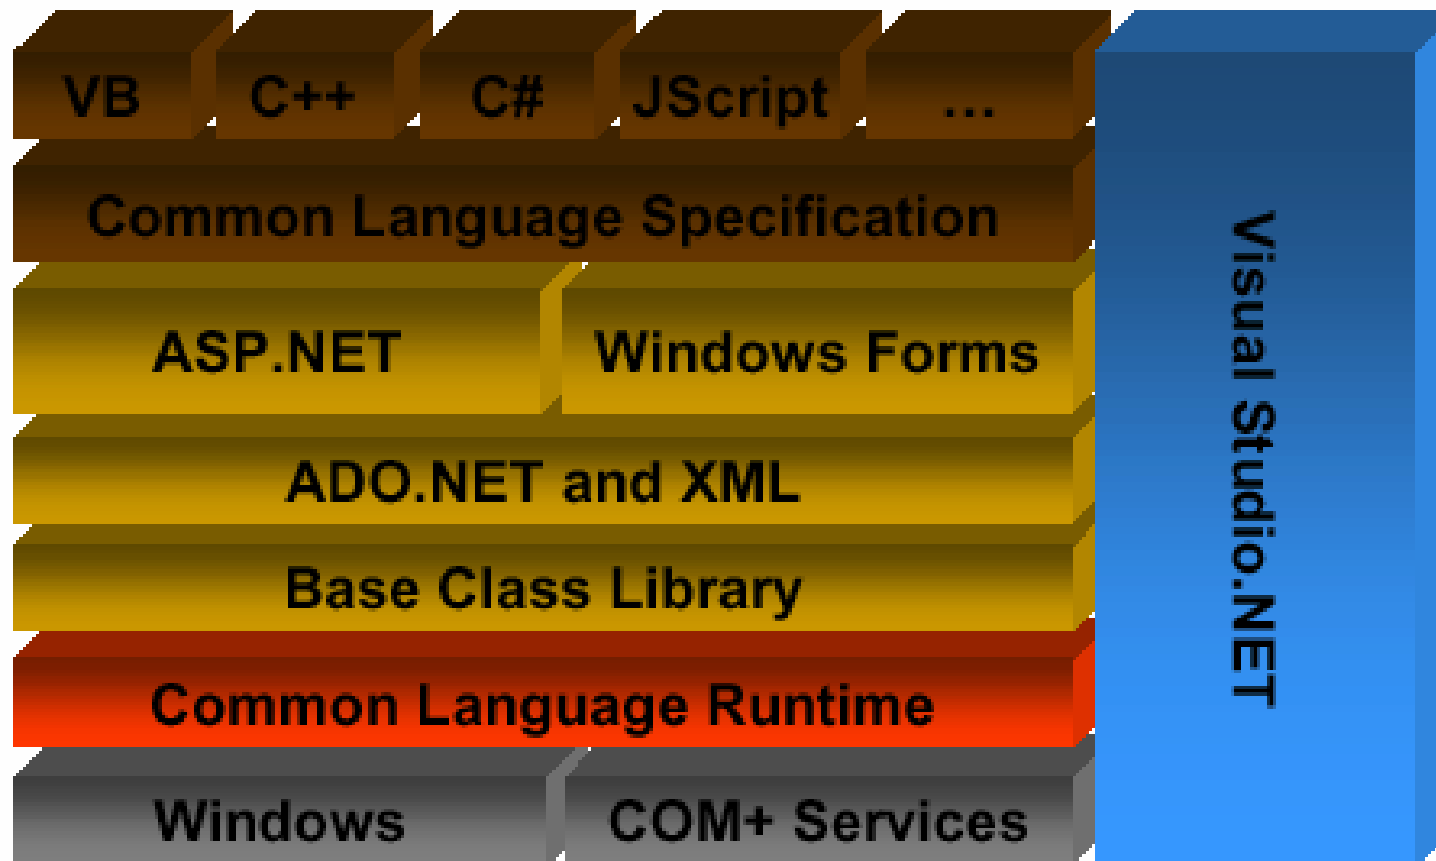 VB
C++
C#
JScript
...
Common Language Specification
ASP.NET
Windows Forms
ADO.NET and XML
Base Class Library
Common Language Runtime
Windows
COM+ Services
Visual Studio.NET